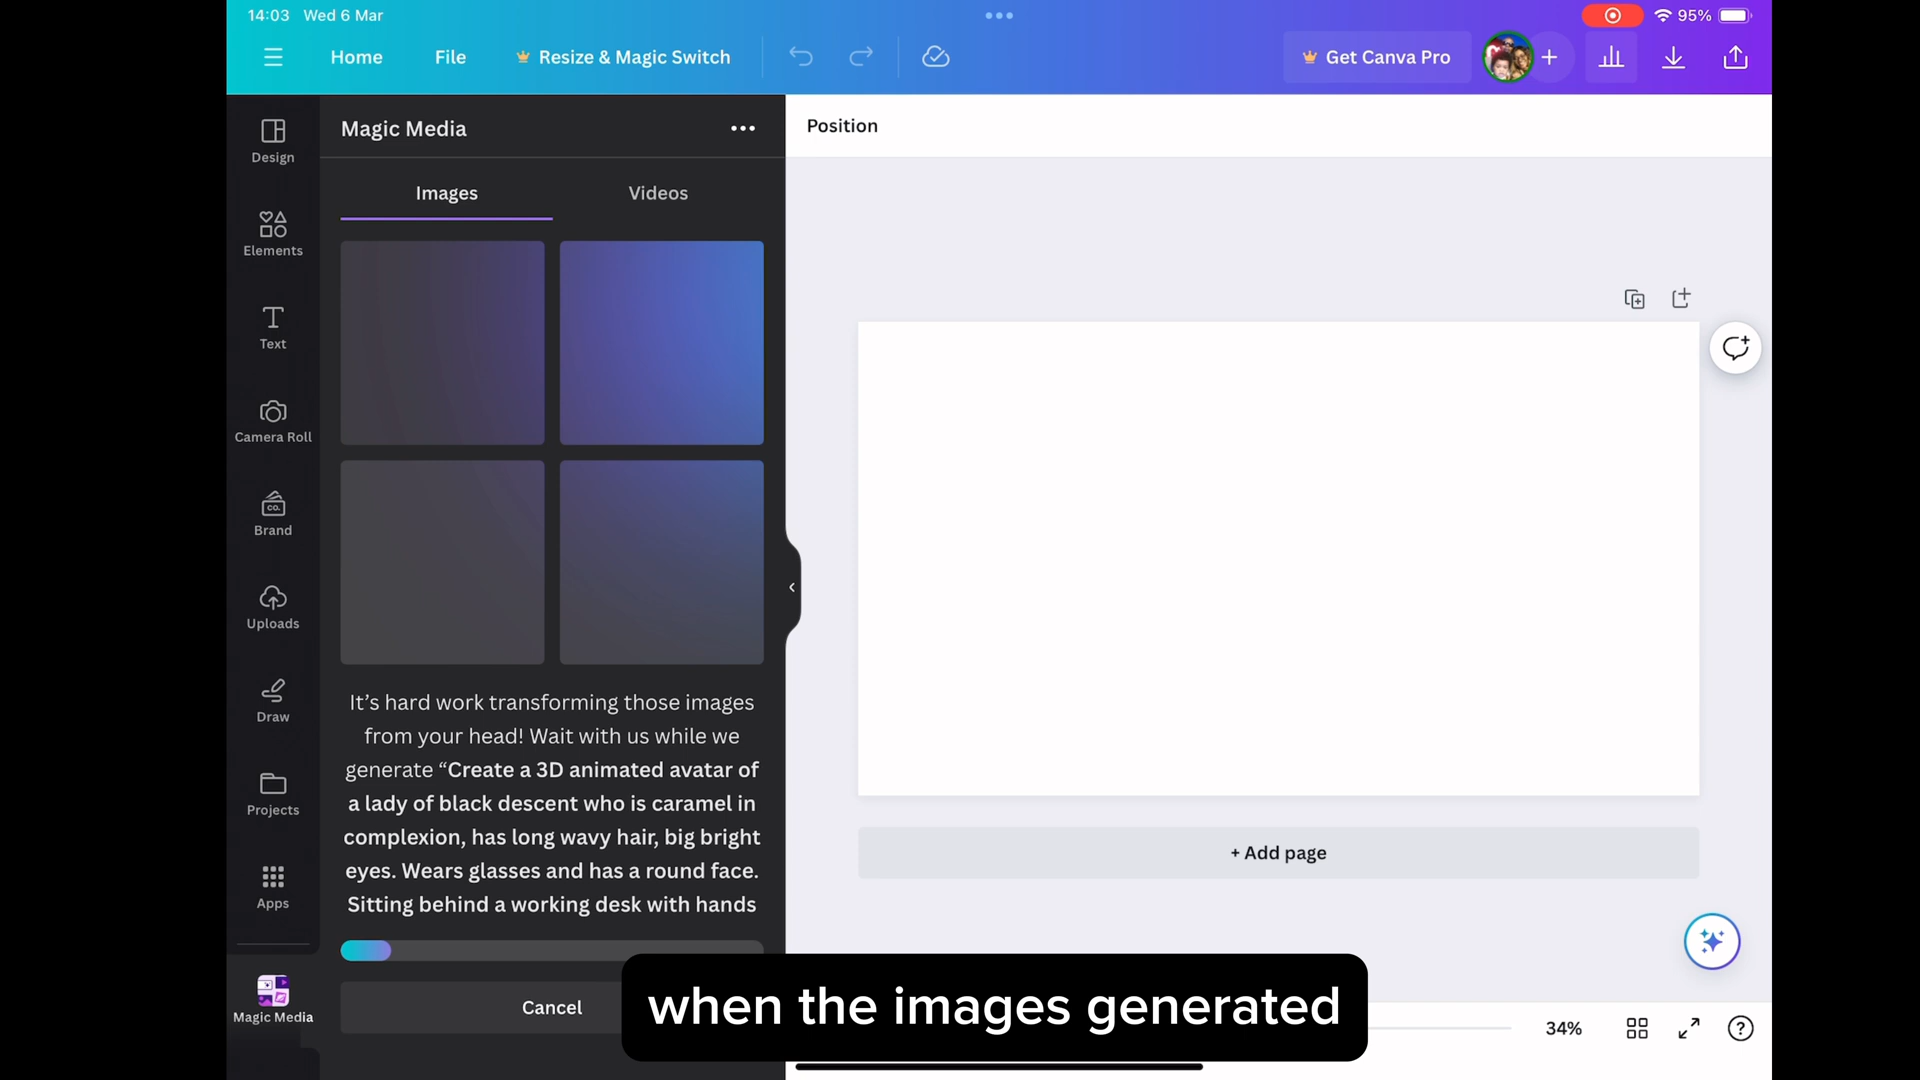 14:03 Wed 6 Mar
95%
Home
File
Resize & Magic Switch
Get Canva Pro
Design
Elements
Text
Camera Roll
CO.
Brand
Uploads
Draw
Projects
Apps
Magic Media
Magic Media
Images
Videos
It's hard work transforming those images
from your head! Wait with us while we
generate “Create a 3D animated avatar of
a lady of black descent who is caramel in
complexion, has long wavy hair, big bright
eyes. Wears glasses and has a round face.
Sitting behind a working desk with hands
Cancel
Position
+ Add page
34%
?
when the images generated